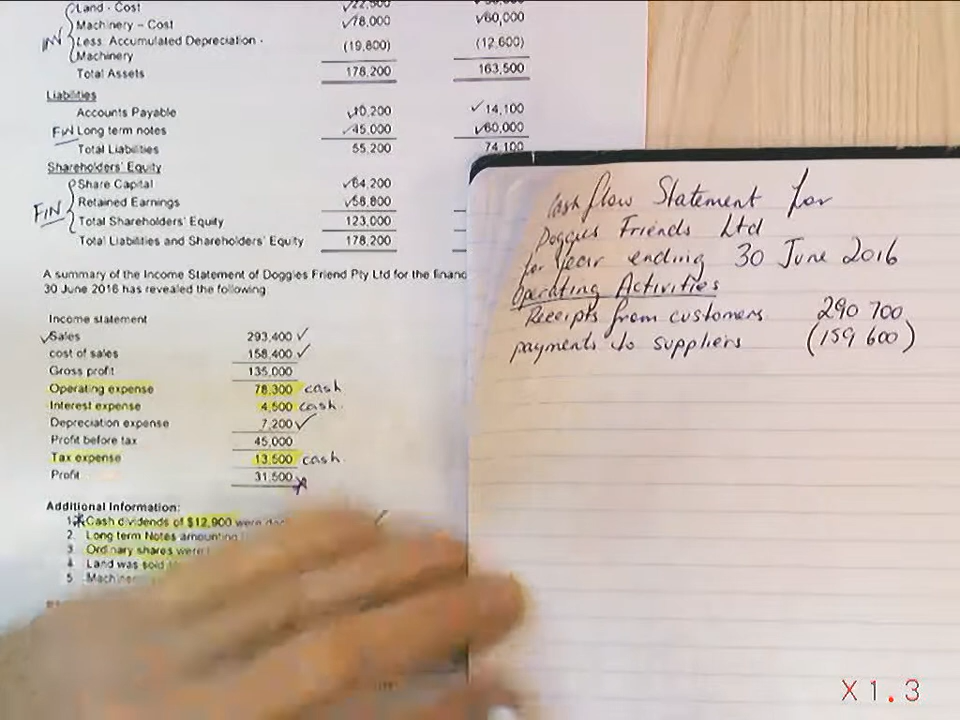 Land - Cost
Machinery – Cost 78,000 60,000
IN Less: Accumulated Depreciation - (19,800) (12,600)
Machinery
Total Assets 178,200 163,500
Liabilities
Accounts Payable 10,200 14,100
FIN Long term notes 45,000 60,000
Total Liabilities 55,200 74,100
Shareholders' Equity
Share Capital 64,200
FIN Retained Earnings 58,800
Total Shareholders' Equity 123,000
Total Liabilities and Shareholders' Equity 178,200
A summary of the Income Statement of Doggies Friend Pty Ltd for the financ
30 June 2016 has revealed the following
Income statement
Sales 293,400
cost of sales 158,400
Gross profit 135,000
Operating expense 78,300 cash
Interest expense 4,500 cash
Depreciation expense 7,200
Profit before tax 45,000
Tax expense 13,500 cash
Profit 31,500
Additional Information:
1. Cash dividends of $12,900 were
2. Long term Notes amounting
3. Ordinary shares were
4. Land was sold
5. Machiner
Cash flow Statement for
Doggies Friends Ltd
for Year ending 30 June 2016
Operating Activities
Receipts from customers 290 700
payments to suppliers (159 600)
X1.3